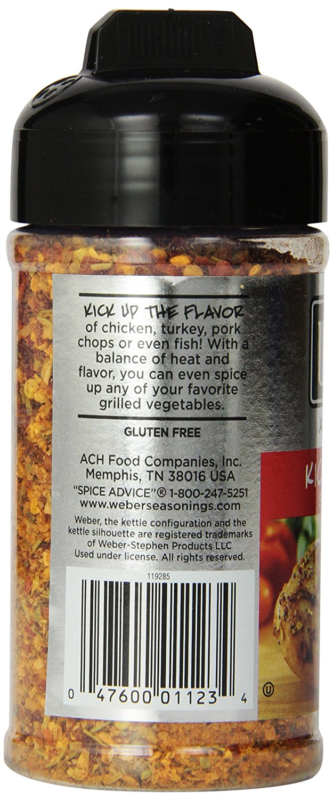 KICK UP THE FLAVOR
of chicken, turkey, pork
chops or even fish! With a
balance of heat and
flavor, you can even spice
up any of your favorite
grilled vegetables.
GLUTEN FREE
ACH Food Companies, Inc.
Memphis, TN 38016 USA
"SPICE ADVICE"® 1-800-247-5251
www.weberseasonings.com
Weber, the kettle configuration and the
kettle silhouette are registered trademarks
of Weber-Stephen Products LLC
Used under license. All rights reserved.
119285
0 47600 01123 4
U